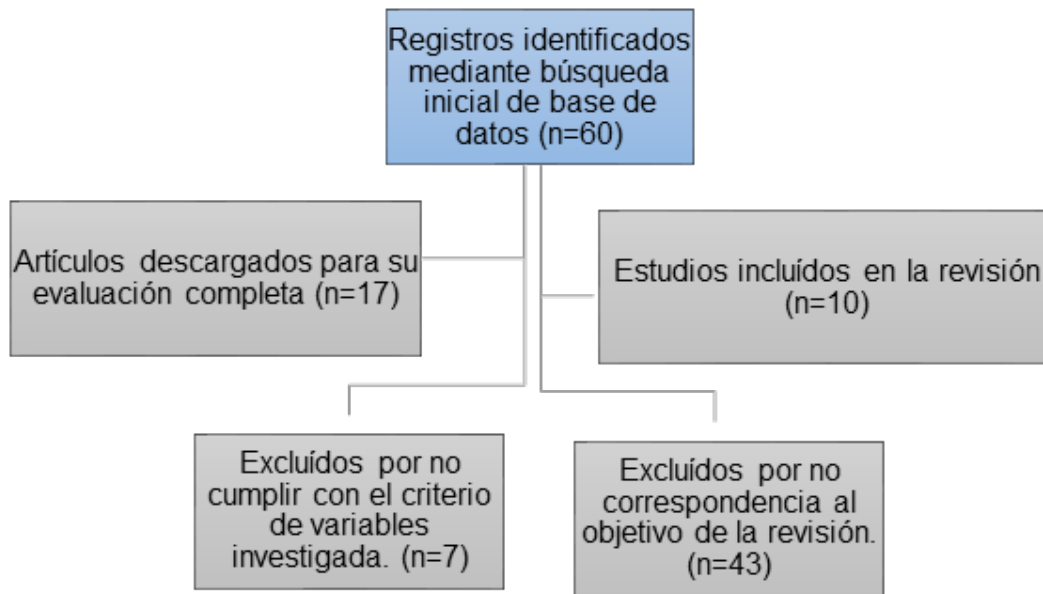 Registros identificados
mediante búsqueda
inicial de base de
datos (n=60)
Artículos descargados para su
evaluación completa (n=17)
Estudios incluídos en la revisión
(n=10)
Excluídos por no
cumplir con el criterio
de variables
investigada. (n=7)
Excluídos por no
correspondencia al
objetivo de la revisión.
(n=43)